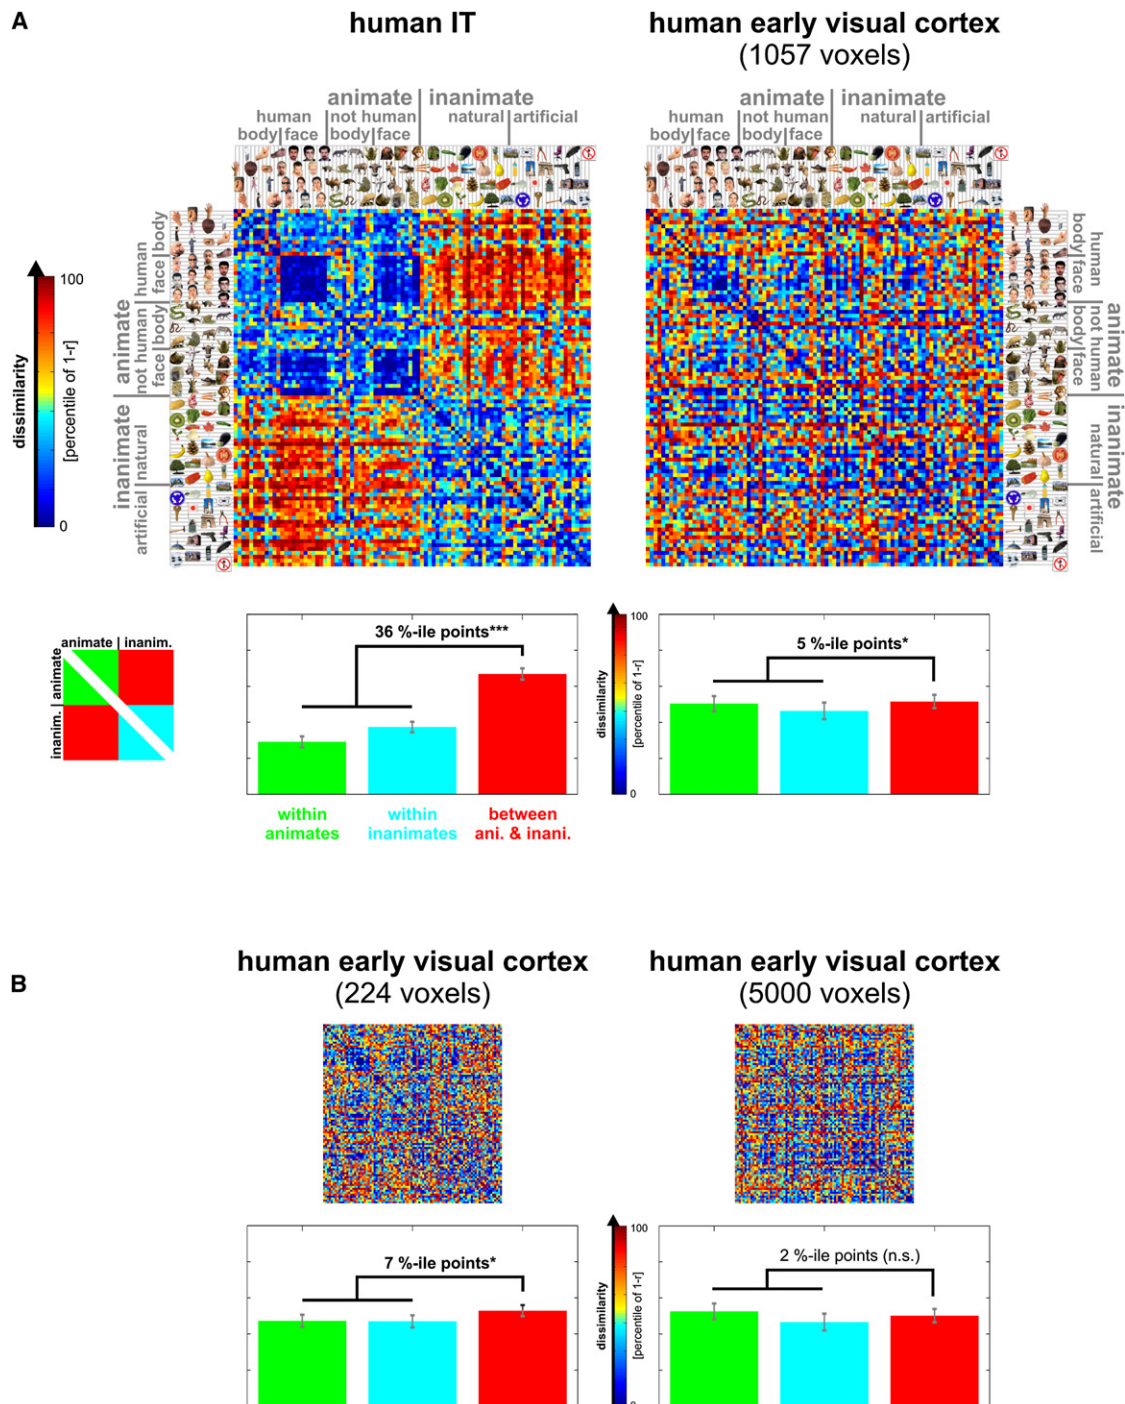 A
human IT
human early visual cortex
(1057 voxels)
animate | inanimate
human | not human | natural | artificial
body | face | body | face
animate | inanimate
human | not human | natural | artificial
body | face | body | face
dissimilarity
[percentile of 1-r]
100
0
animate
inanimate
human
not human
natural
artificial
body
face
body
face
human
not human
natural
artificial
body
face
body
face
animate
inanimate
animate | inanim.
inanim. | animate
36 %-ile points***
within
animates
within
inanimates
between
ani. & inani.
dissimilarity
[percentile of 1-r]
100
0
5 %-ile points*
B
human early visual cortex
(224 voxels)
human early visual cortex
(5000 voxels)
7 %-ile points*
dissimilarity
[percentile of 1-r]
100
0
2 %-ile points (n.s.)